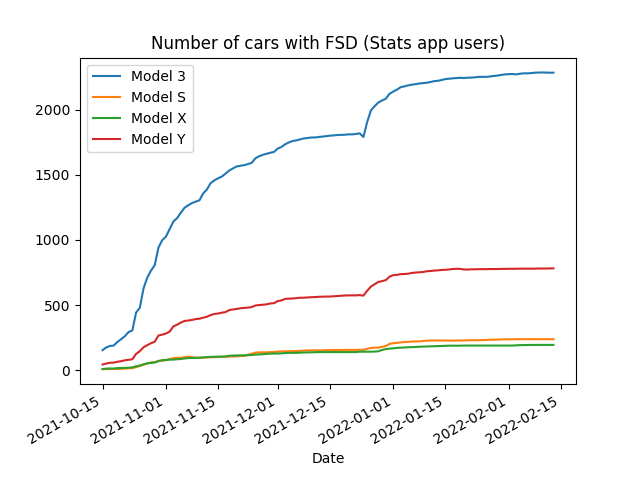 Number of cars with FSD (Stats app users)
Model 3
Model S
Model X
Model Y
2000
1500
1000
500
0
2021-10-15
2021-11-01
2021-11-15
2021-12-01
2021-12-15
2022-01-01
2022-01-15
2022-02-01
2022-02-15
Date